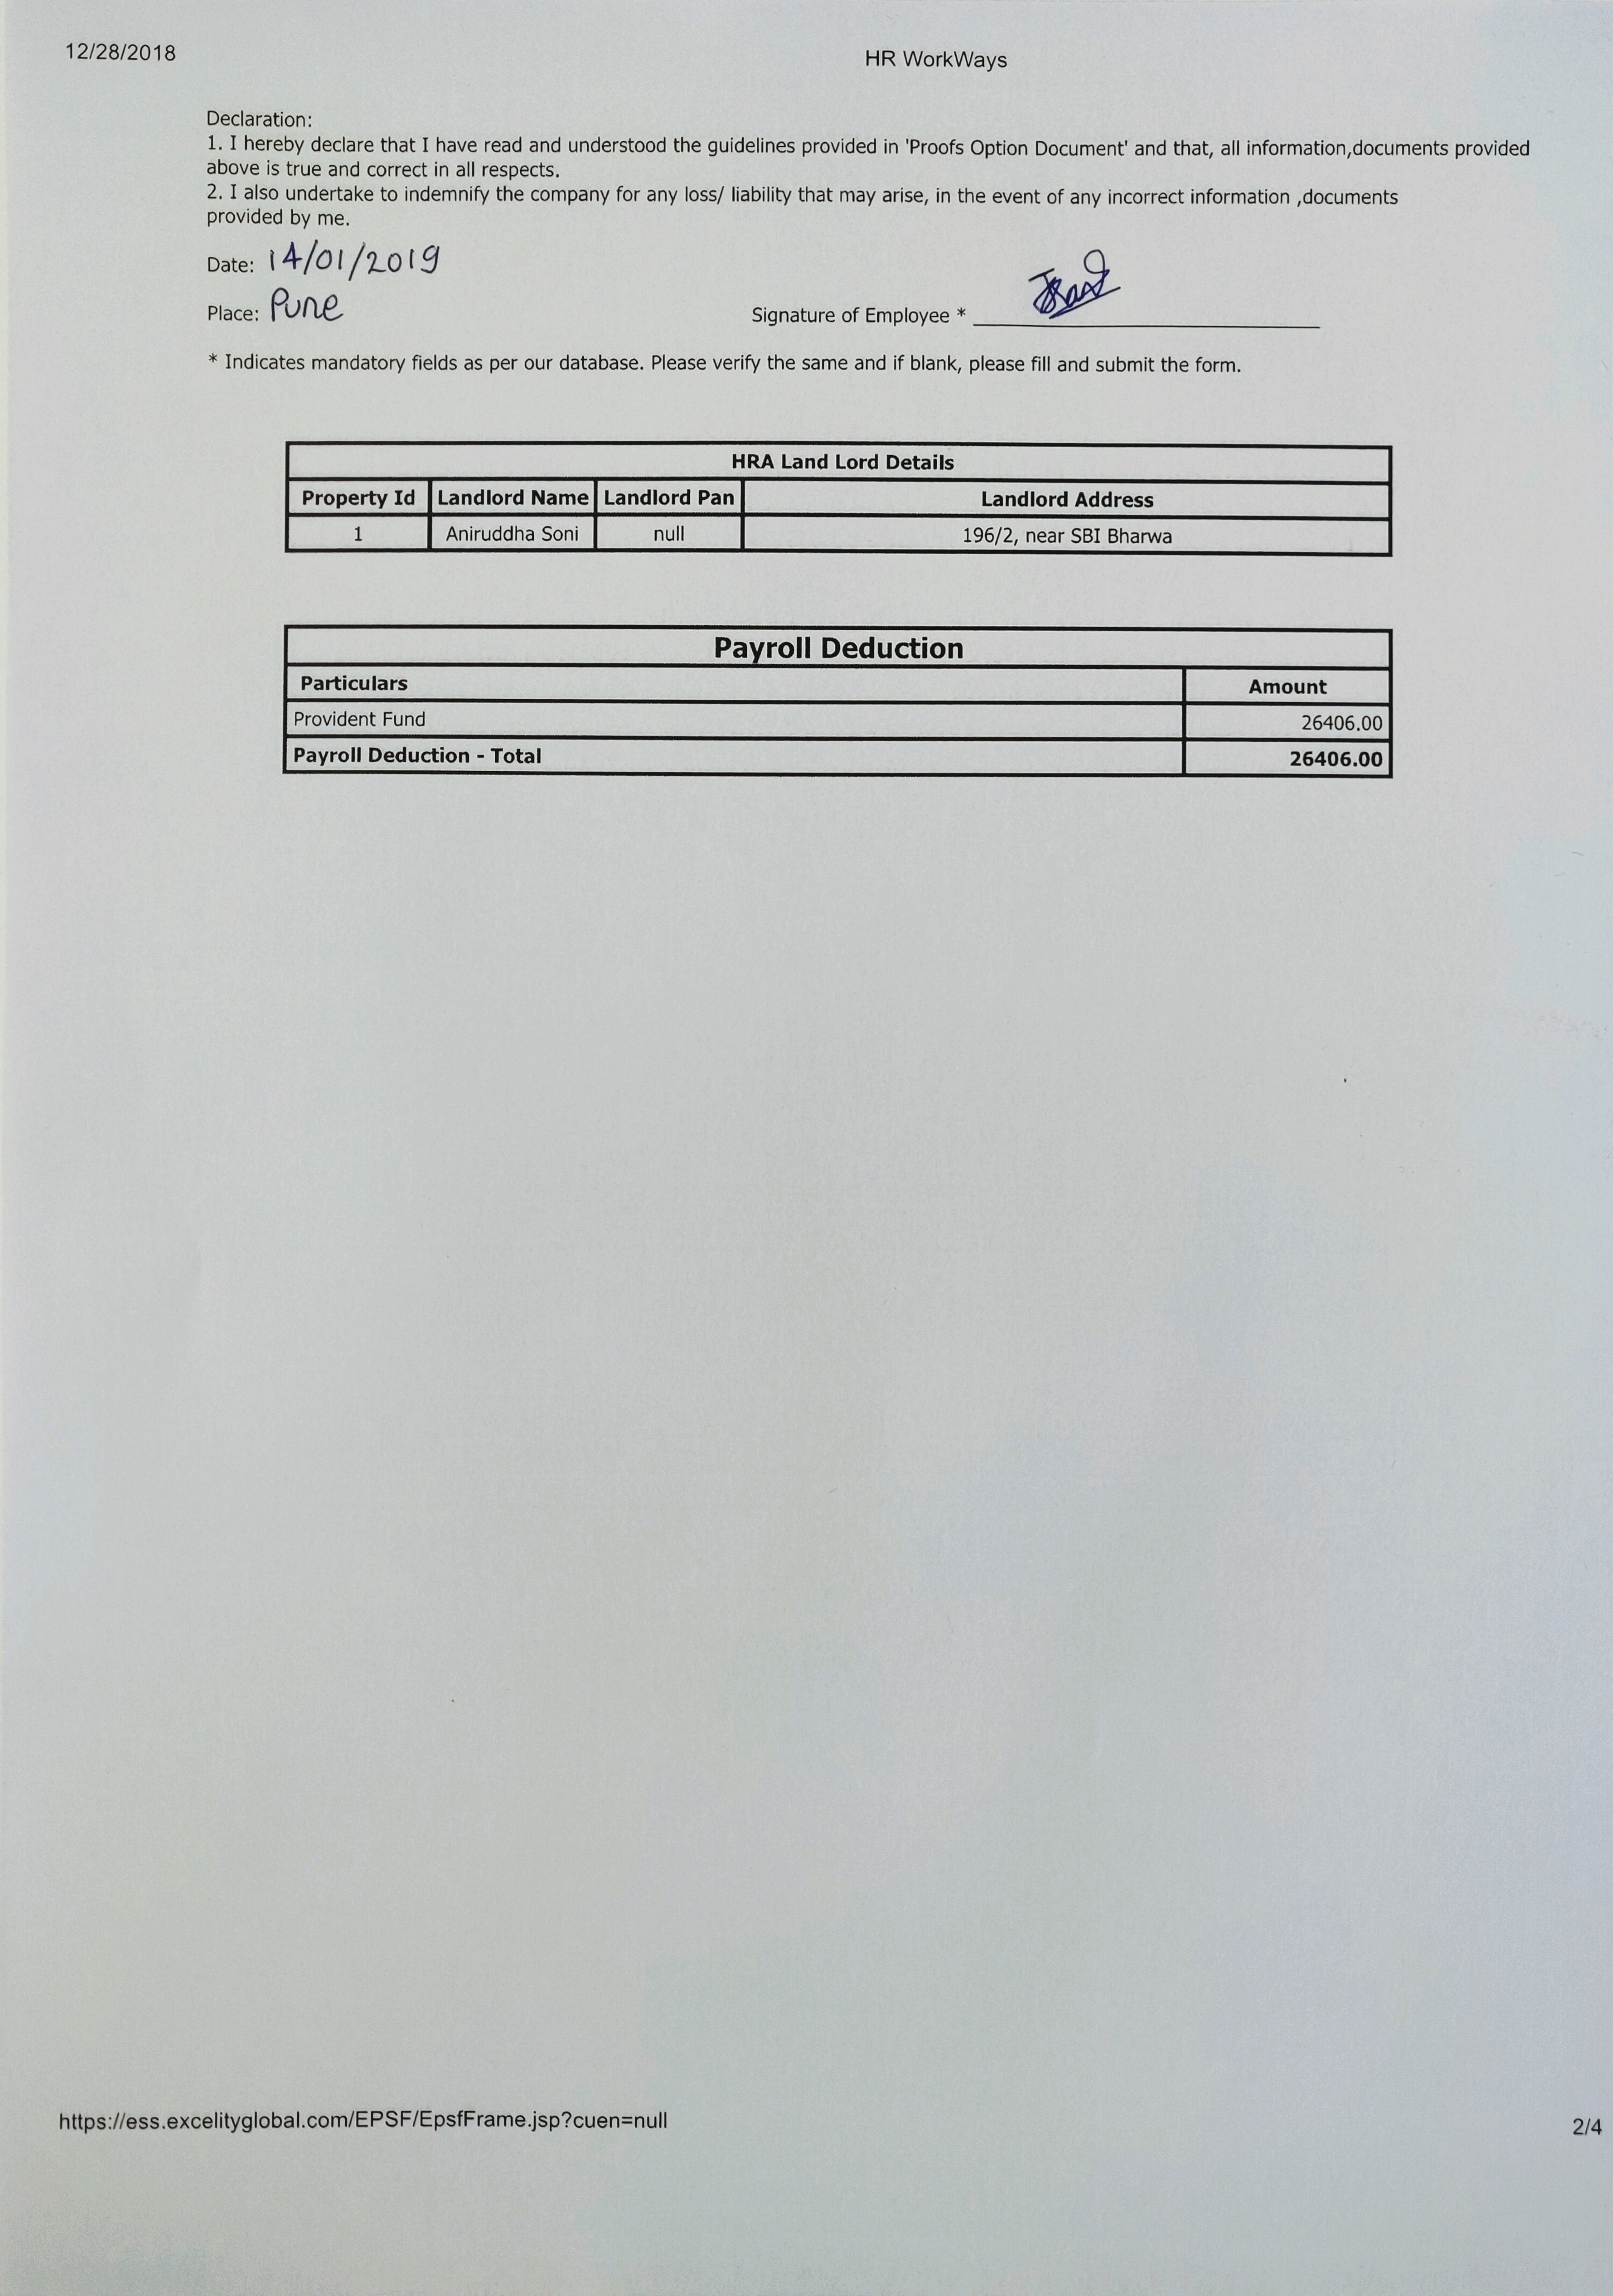 12/28/2018
HR WorkWays
Declaration:
1. I hereby declare that I have read and understood the guidelines provided in 'Proofs Option Document' and that, all information,documents provided
above is true and correct in all respects.
2. I also undertake to indemnify the company for any loss/ liability that may arise, in the event of any incorrect information ,documents
provided by me.
Date: 14/01/2019
Place: Pune
Signature of Employee *
* Indicates mandatory fields as per our database. Please verify the same and if blank, please fill and submit the form.
HRA Land Lord Details
Property Id Landlord Name Landlord Pan Landlord Address
1 Aniruddha Soni null 196/2, near SBI Bharwa
Payroll Deduction
Particulars Amount
Provident Fund 26406.00
Payroll Deduction - Total 26406.00
https://ess.excelityglobal.com/EPSF/EpsfFrame.jsp?cuen=null
2/4